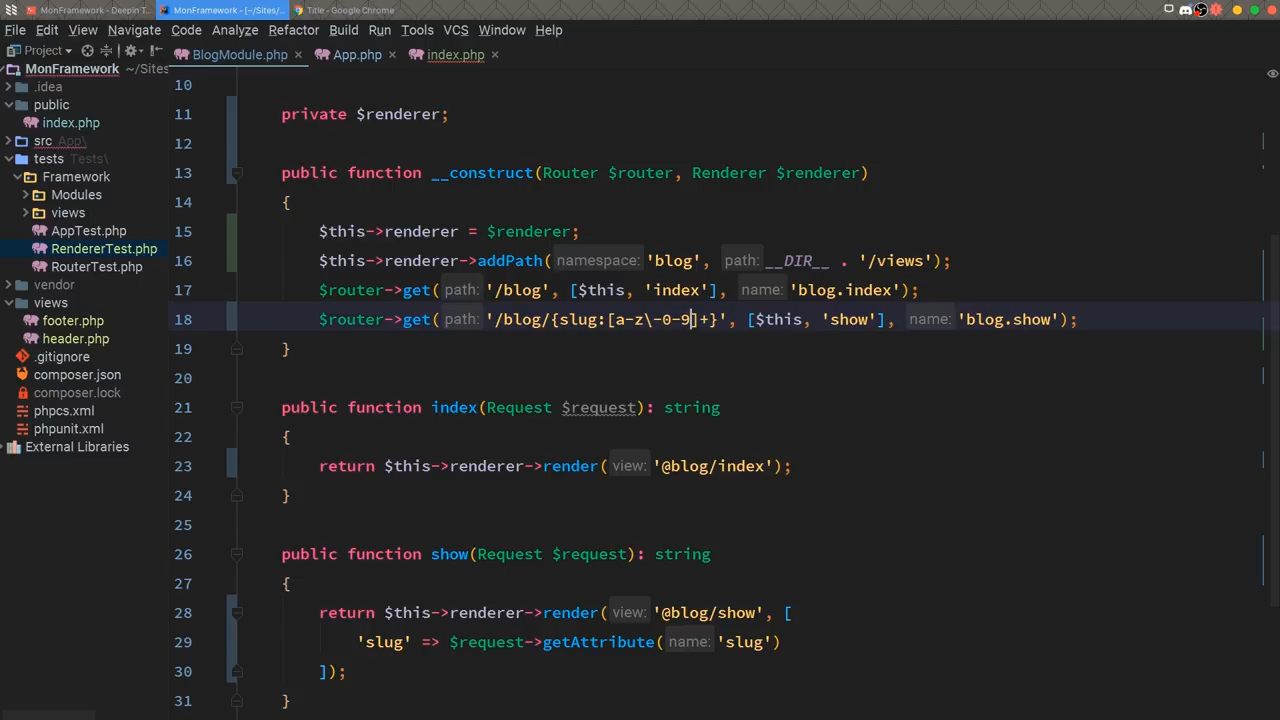 MonFramework - Deepin T...
MonFramework - [~/Sites/...
Title - Google Chrome
File Edit View Navigate Code Analyze Refactor Build Run Tools VCS Window Help
Project
BlogModule.php
App.php
index.php
MonFramework ~/Sites
.idea
public
index.php
src App\
tests Tests\
Framework
Modules
views
AppTest.php
RendererTest.php
RouterTest.php
vendor
views
footer.php
header.php
.gitignore
composer.json
composer.lock
phpcs.xml
phpunit.xml
External Libraries
10
11 private $renderer;
12
13 public function __construct(Router $router, Renderer $renderer)
14 {
15 $this->renderer = $renderer;
16 $this->renderer->addPath( namespace: 'blog', path: __DIR__ . '/views');
17 $router->get( path: '/blog', [$this, 'index'], name: 'blog.index');
18 $router->get( path: '/blog/{slug:[a-z\-0-9]+}', [$this, 'show'], name: 'blog.show');
19 }
20
21 public function index(Request $request): string
22 {
23 return $this->renderer->render( view: '@blog/index');
24 }
25
26 public function show(Request $request): string
27 {
28 return $this->renderer->render( view: '@blog/show', [
29 'slug' => $request->getAttribute( name: 'slug')
30 ]);
31 }